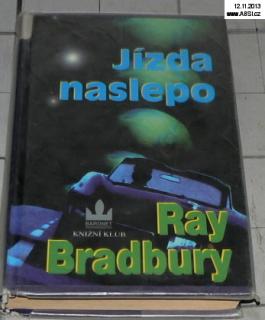 12.11.2013
www.ABSI.cz
Jízda
naslepo
BARONET
KNIŽNÍ KLUB
Ray
Bradbury